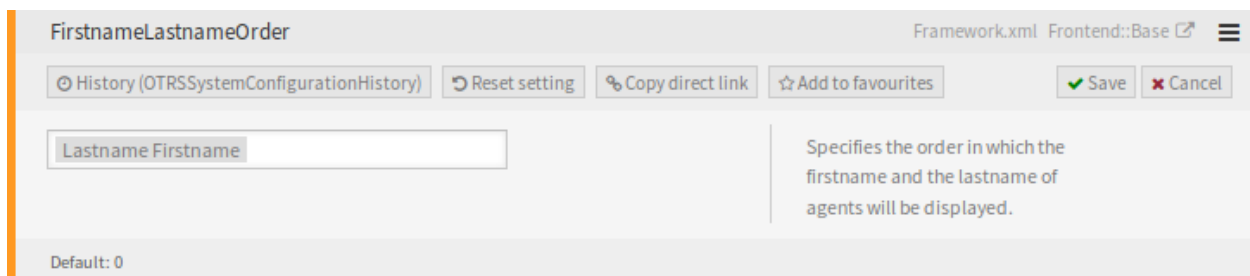 FirstnameLastnameOrder Framework.xml Frontend::Base
History (OTRSSystemConfigurationHistory) Reset setting Copy direct link Add to favourites Save Cancel
Lastname Firstname
Specifies the order in which the
firstname and the lastname of
agents will be displayed.
Default: 0